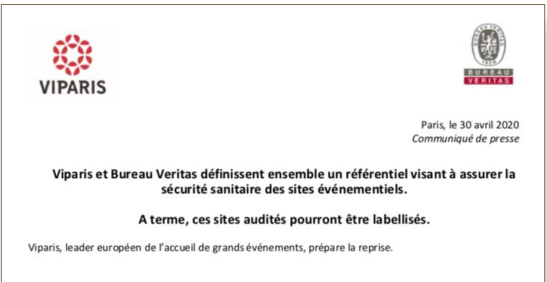 VIPARIS
BUREAU
VERITAS
Paris, le 30 avril 2020
Communiqué de presse
Viparis et Bureau Veritas définissent ensemble un référentiel visant à assurer la
sécurité sanitaire des sites événementiels.
A terme, ces sites audités pourront être labellisés.
Viparis, leader européen de l'accueil de grands événements, prépare la reprise.